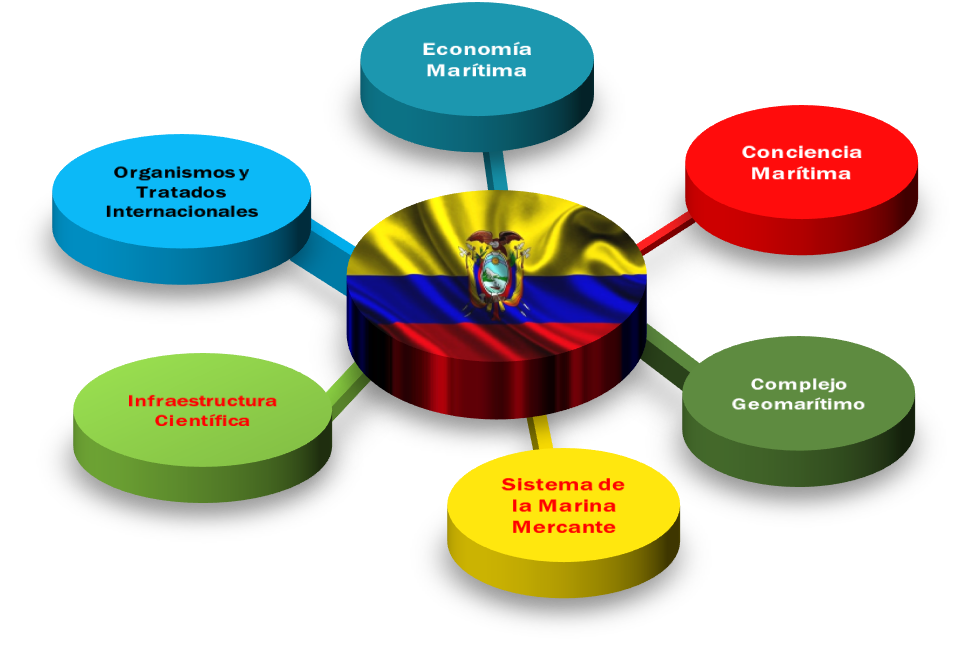 Economía
Marítima
Conciencia
Marítima
Organismos y
Tratados
Internacionales
Complejo
Geomarítimo
Infraestructura
Científica
Sistema de
la Marina
Mercante